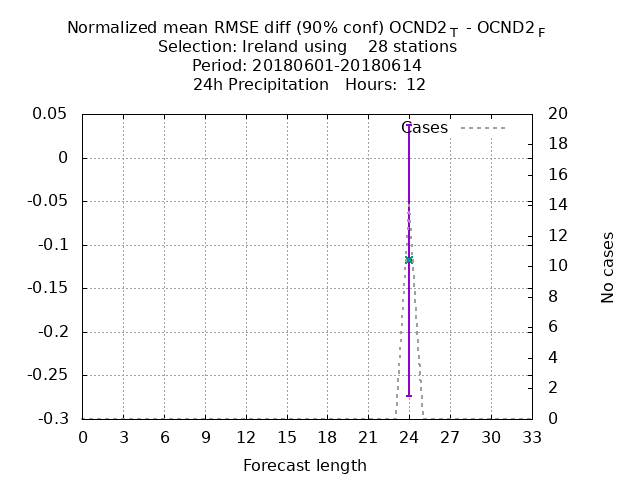 Normalized mean RMSE diff (90% conf) OCND2 T - OCND2 F
Selection: Ireland using    28 stations
Period: 20180601-20180614
24h Precipitation   Hours:  12
Cases
0.05
0
-0.05
-0.1
-0.15
-0.2
-0.25
-0.3
20
18
16
14
12
10
8
6
4
2
0
No cases
0 3 6 9 12 15 18 21 24 27 30 33
Forecast length